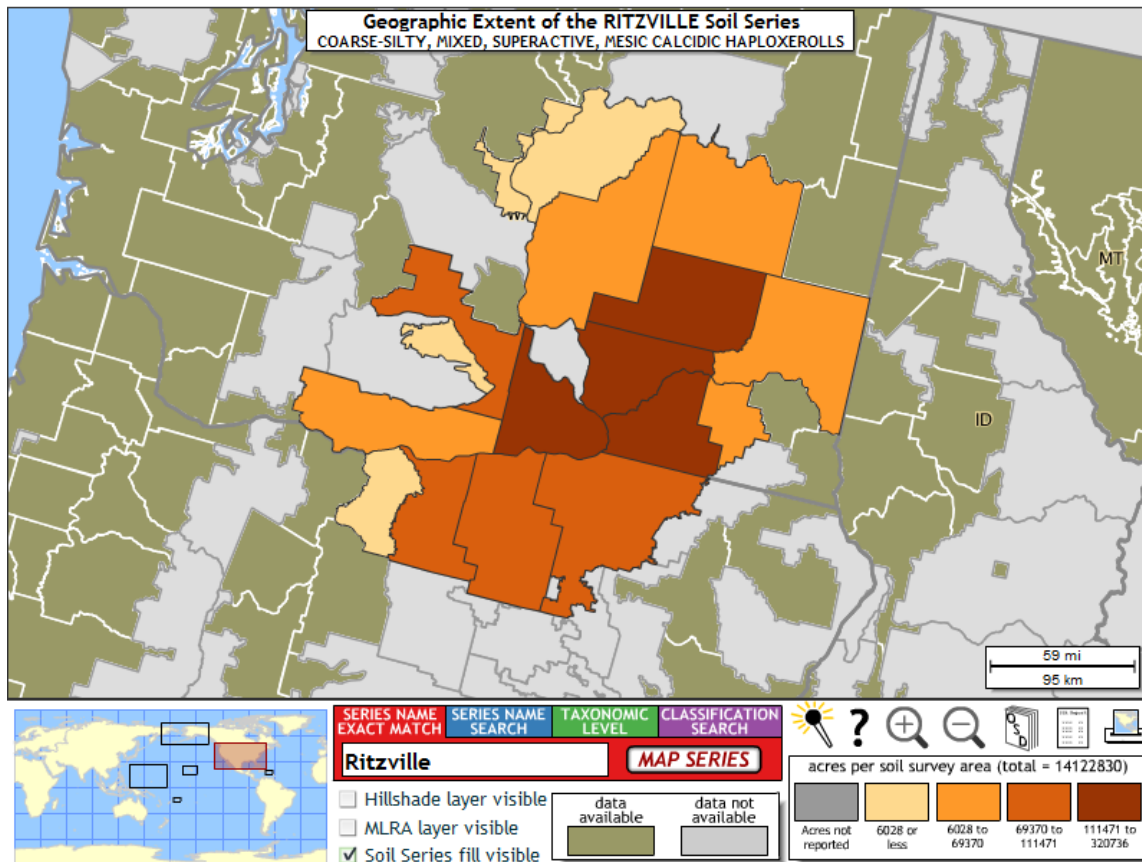 Geographic Extent of the RITZVILLE Soil Series
COARSE-SILTY, MIXED, SUPERACTIVE, MESIC CALCIDIC HAPLOXEROLLS
MT
ID
59 mi
95 km
SERIES NAME
EXACT MATCH
SERIES NAME
SEARCH
TAXONOMIC
LEVEL
CLASSIFICATION
SEARCH
Ritzville
MAP SERIES
Hillshade layer visible
MLRA layer visible
Soil Series fill visible
data
available
data not
available
?
OSD
acres per soil survey area (total = 14122830)
Acres not
reported
6028 or
less
6028 to
69370
69370 to
111471
111471 to
320736